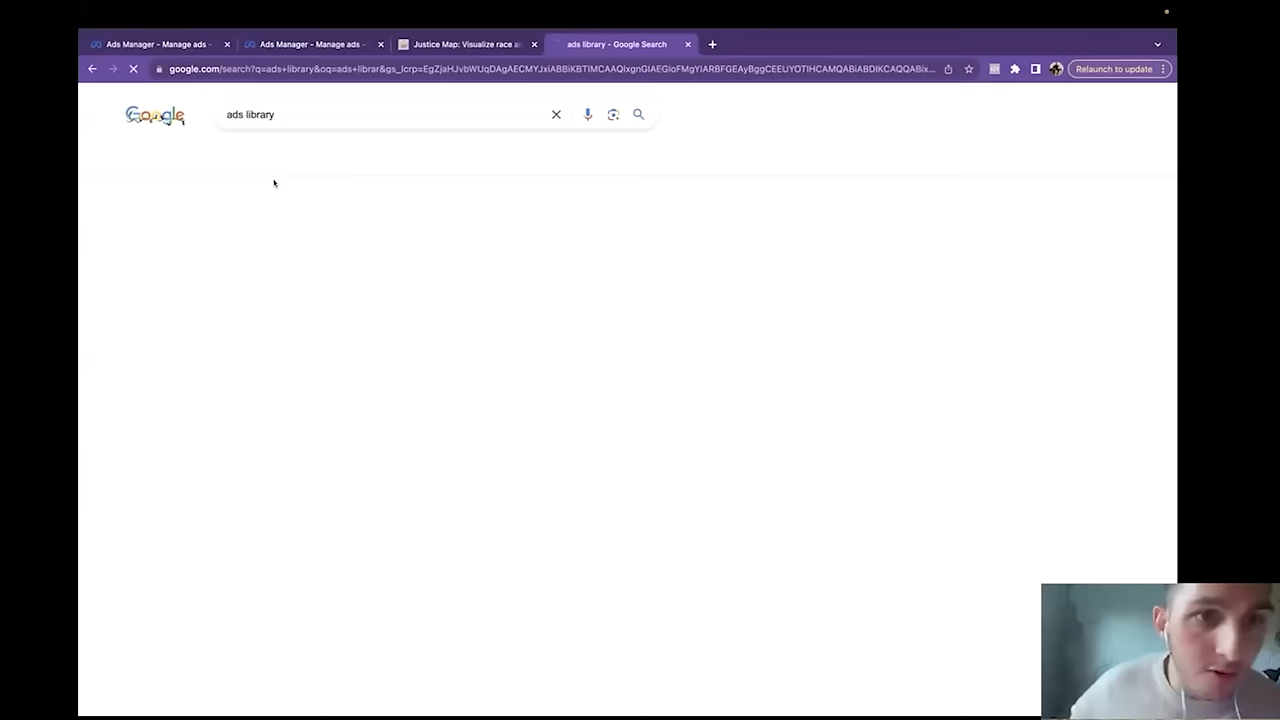 Ads Manager - Manage ads -
Ads Manager - Manage ads -
Justice Map: Visualize race a
ads library - Google Search
google.com/search?q=ads+library&oq=ads+librar&gs_lcrp=
Relaunch to update
Google
ads library